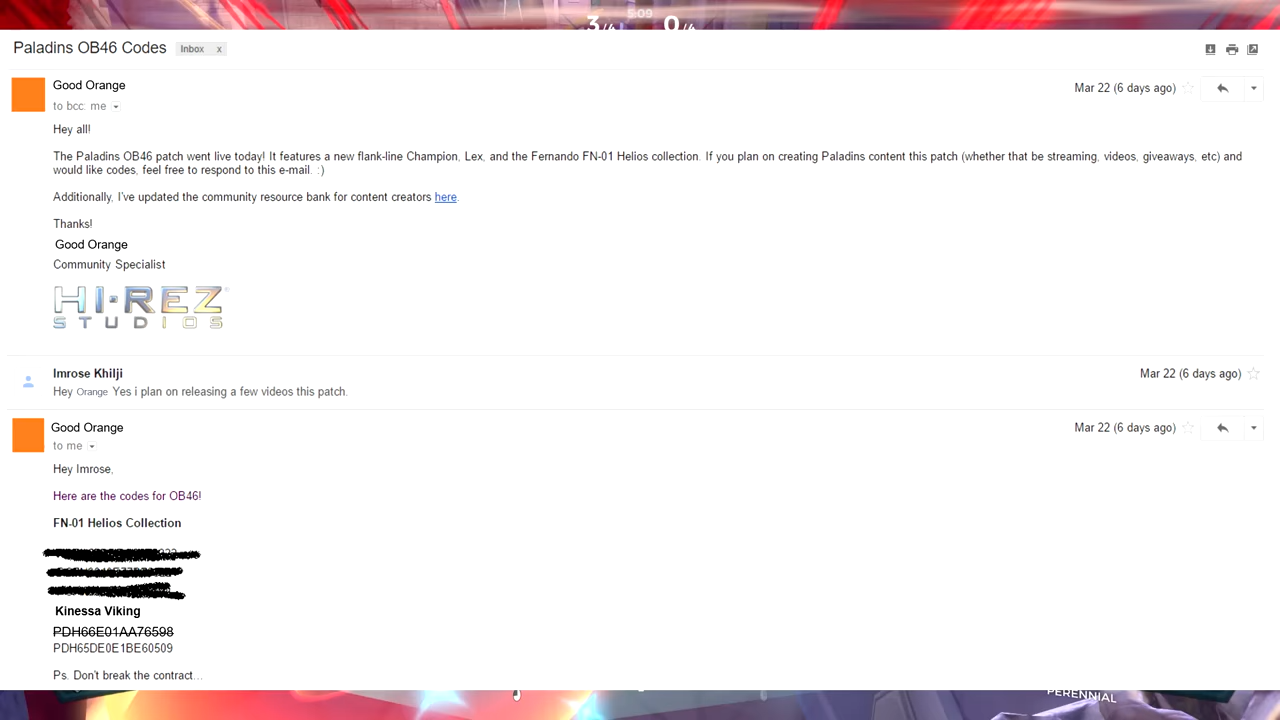 3/4 5:09 0/4
Paladins OB46 Codes Inbox x
Good Orange Mar 22 (6 days ago)
to bcc: me
Hey all!
The Paladins OB46 patch went live today! It features a new flank-line Champion, Lex, and the Fernando FN-01 Helios collection. If you plan on creating Paladins content this patch (whether that be streaming, videos, giveaways, etc) and
would like codes, feel free to respond to this e-mail. :)
Additionally, I've updated the community resource bank for content creators here.
Thanks!
Good Orange
Community Specialist
HI-REZ®
STUDIOS
Imrose Khilji Mar 22 (6 days ago)
Hey Orange Yes i plan on releasing a few videos this patch.
Good Orange Mar 22 (6 days ago)
to me
Hey Imrose,
Here are the codes for OB46!
FN-01 Helios Collection
Kinessa Viking
PDH66E01AA76598
PDH65DE0E1BE60509
Ps. Don't break the contract...
PERENNIAL